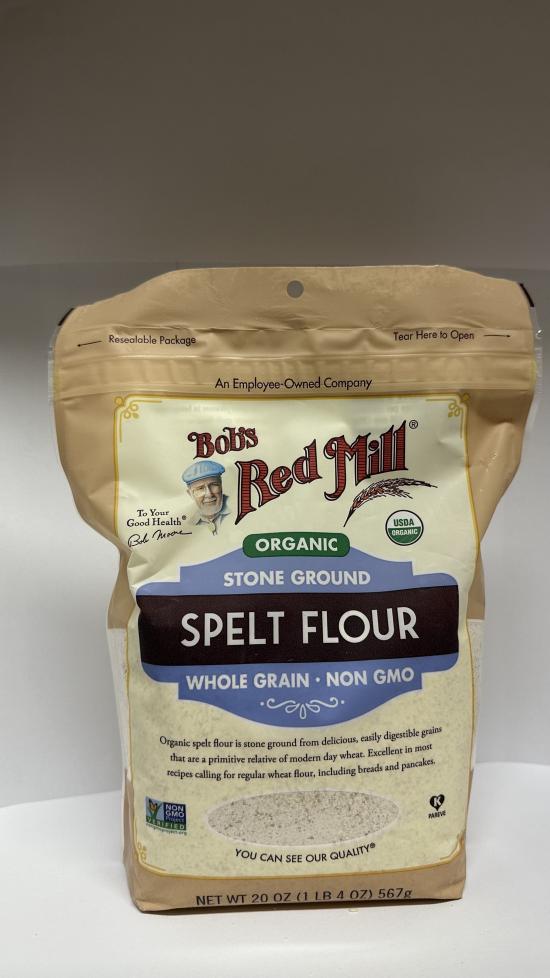 Resealable Package
Tear Here to Open
An Employee-Owned Company
Bob's
Red Mill®
To Your
Good Health®
Bob Moore
USDA
ORGANIC
ORGANIC
STONE GROUND
SPELT FLOUR
WHOLE GRAIN · NON GMO
Organic spelt flour is stone ground from delicious, easily digestible grains
that are a primitive relative of modern day wheat. Excellent in most
recipes calling for regular wheat flour, including breads and pancakes.
NON
GMO
Project
VERIFIED
nongmoproject.org
K
PAREVE
YOU CAN SEE OUR QUALITY®
NET WT 20 OZ (1 LB 4 OZ) 567g